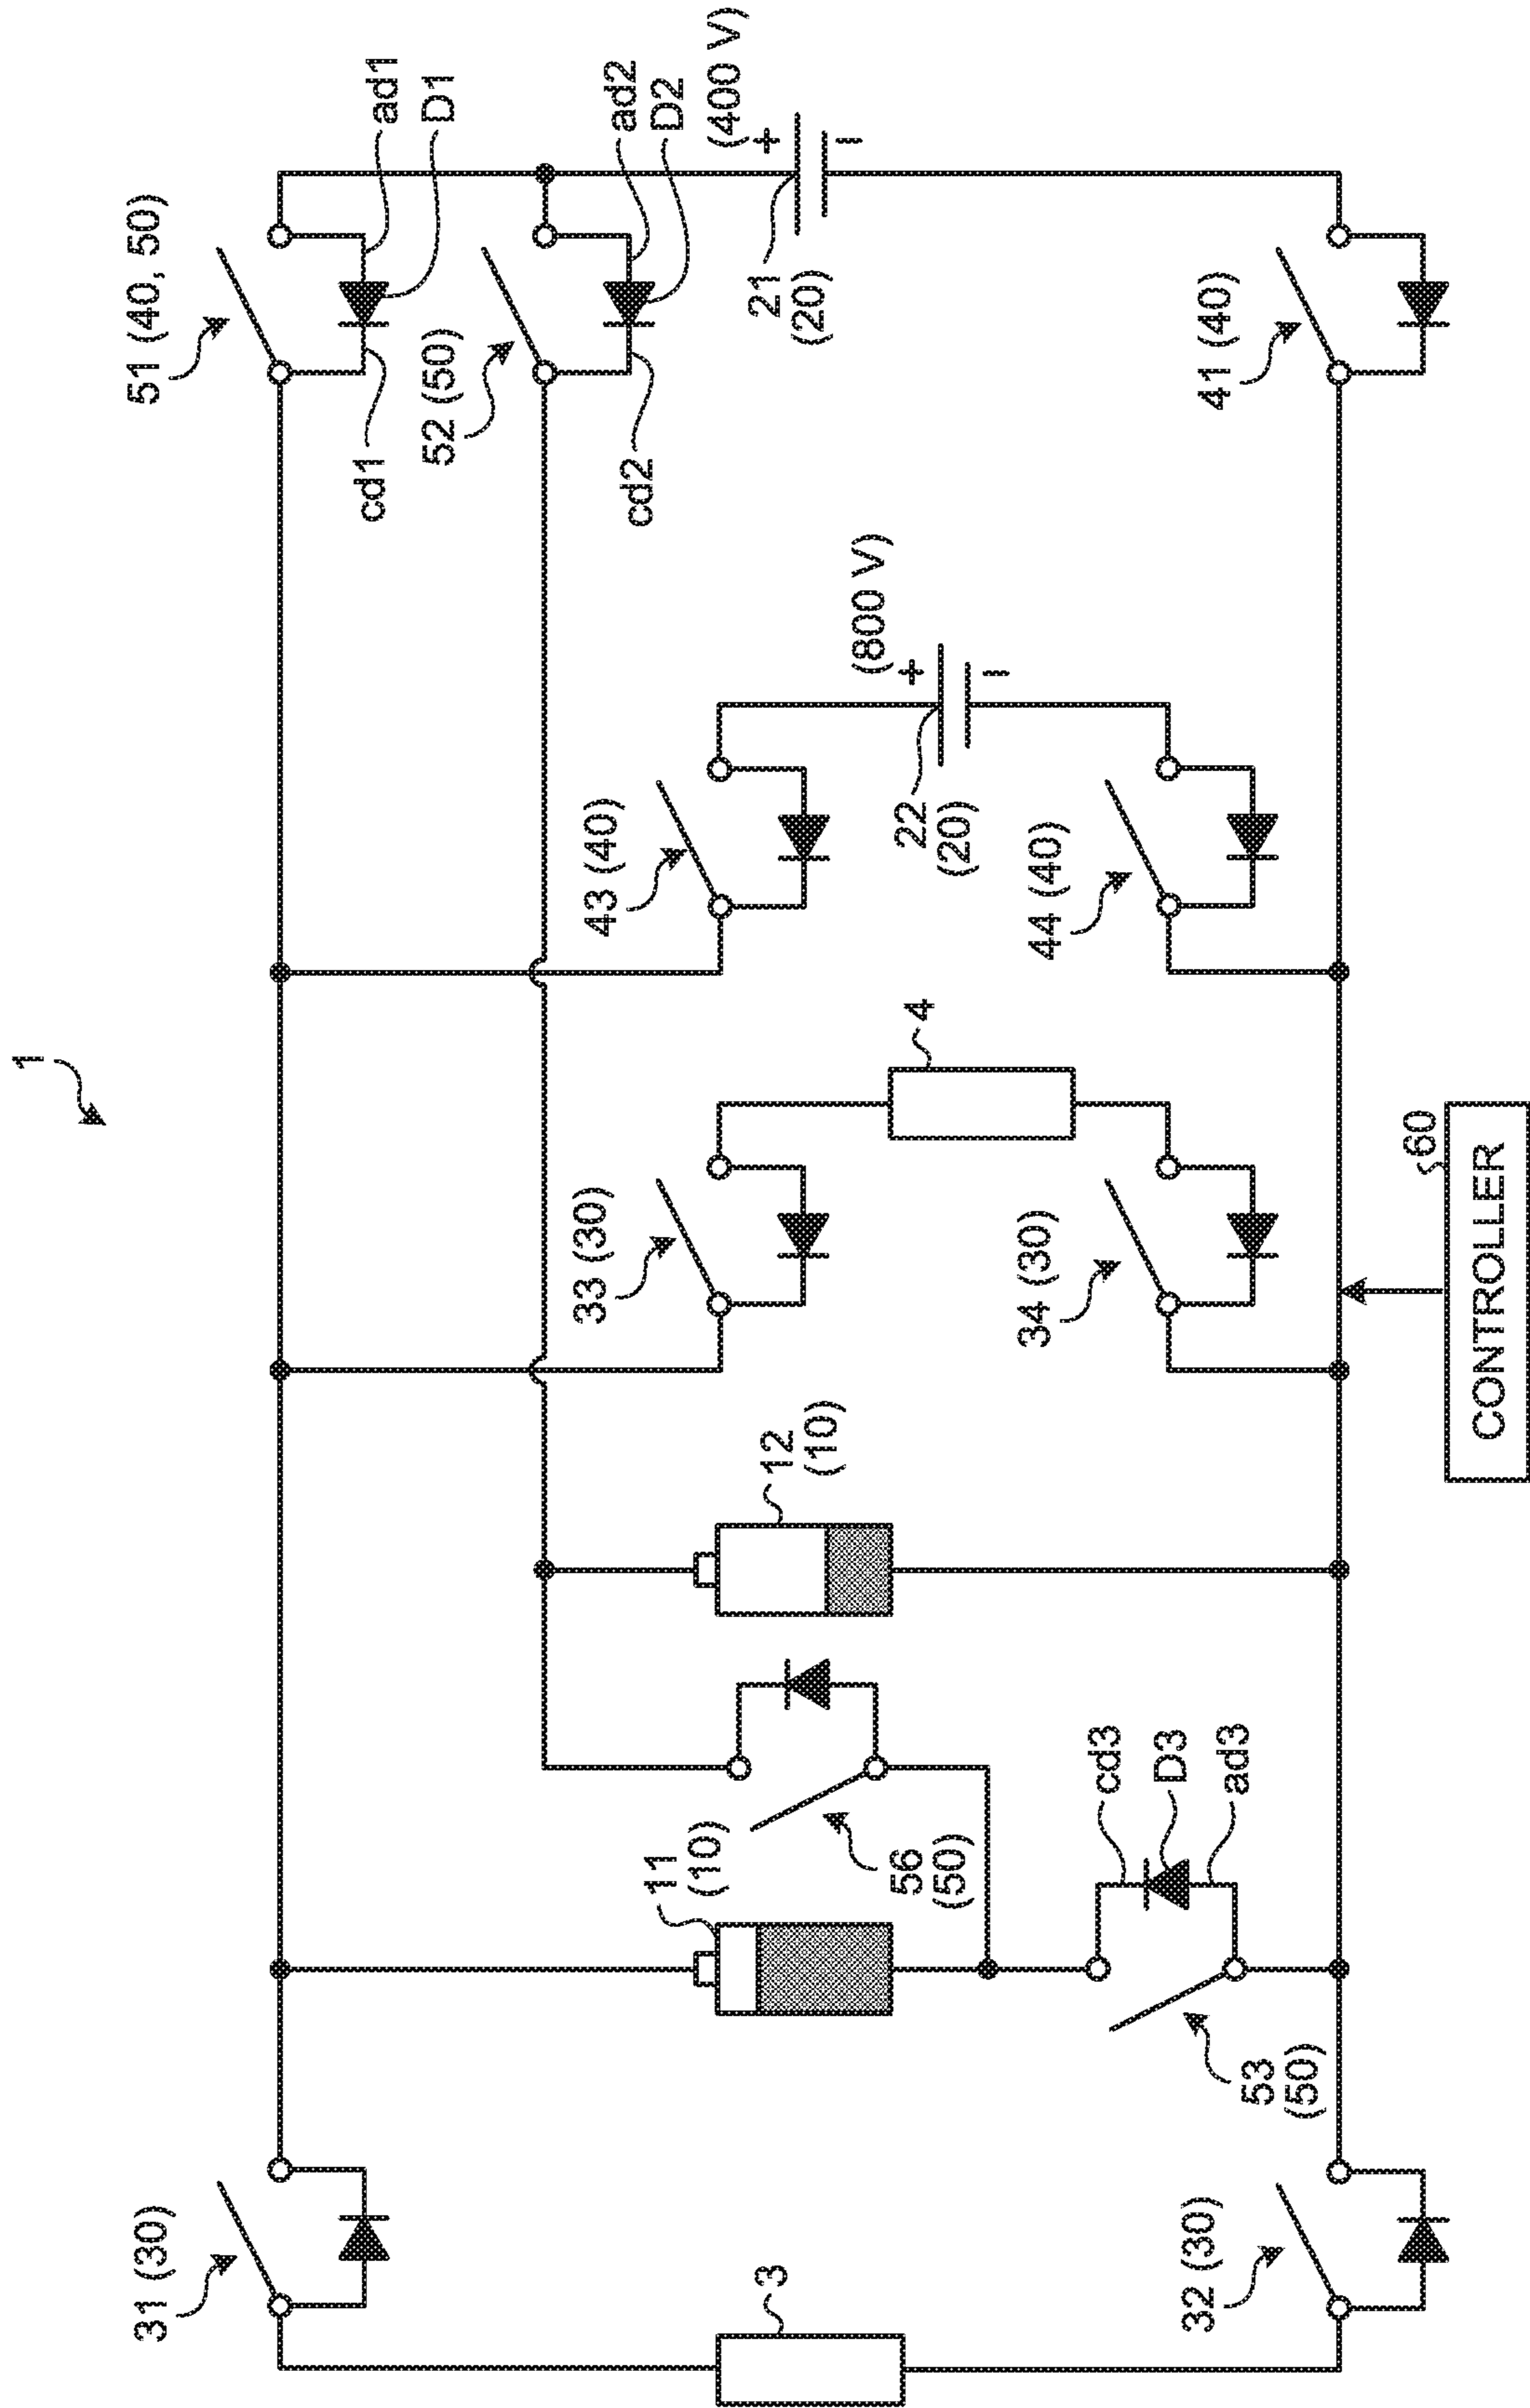 1
51 (40, 50)
ad1
D1
cd1
52 (50)
ad2
D2
cd2
(400 V)
+
−
21
(20)
41 (40)
(800 V)
+
−
43 (40)
22
(20)
44 (40)
4
33 (30)
34 (30)
60
CONTROLLER
12
(10)
11
(10)
56
(50)
cd3
D3
ad3
53
(50)
31 (30)
3
32 (30)